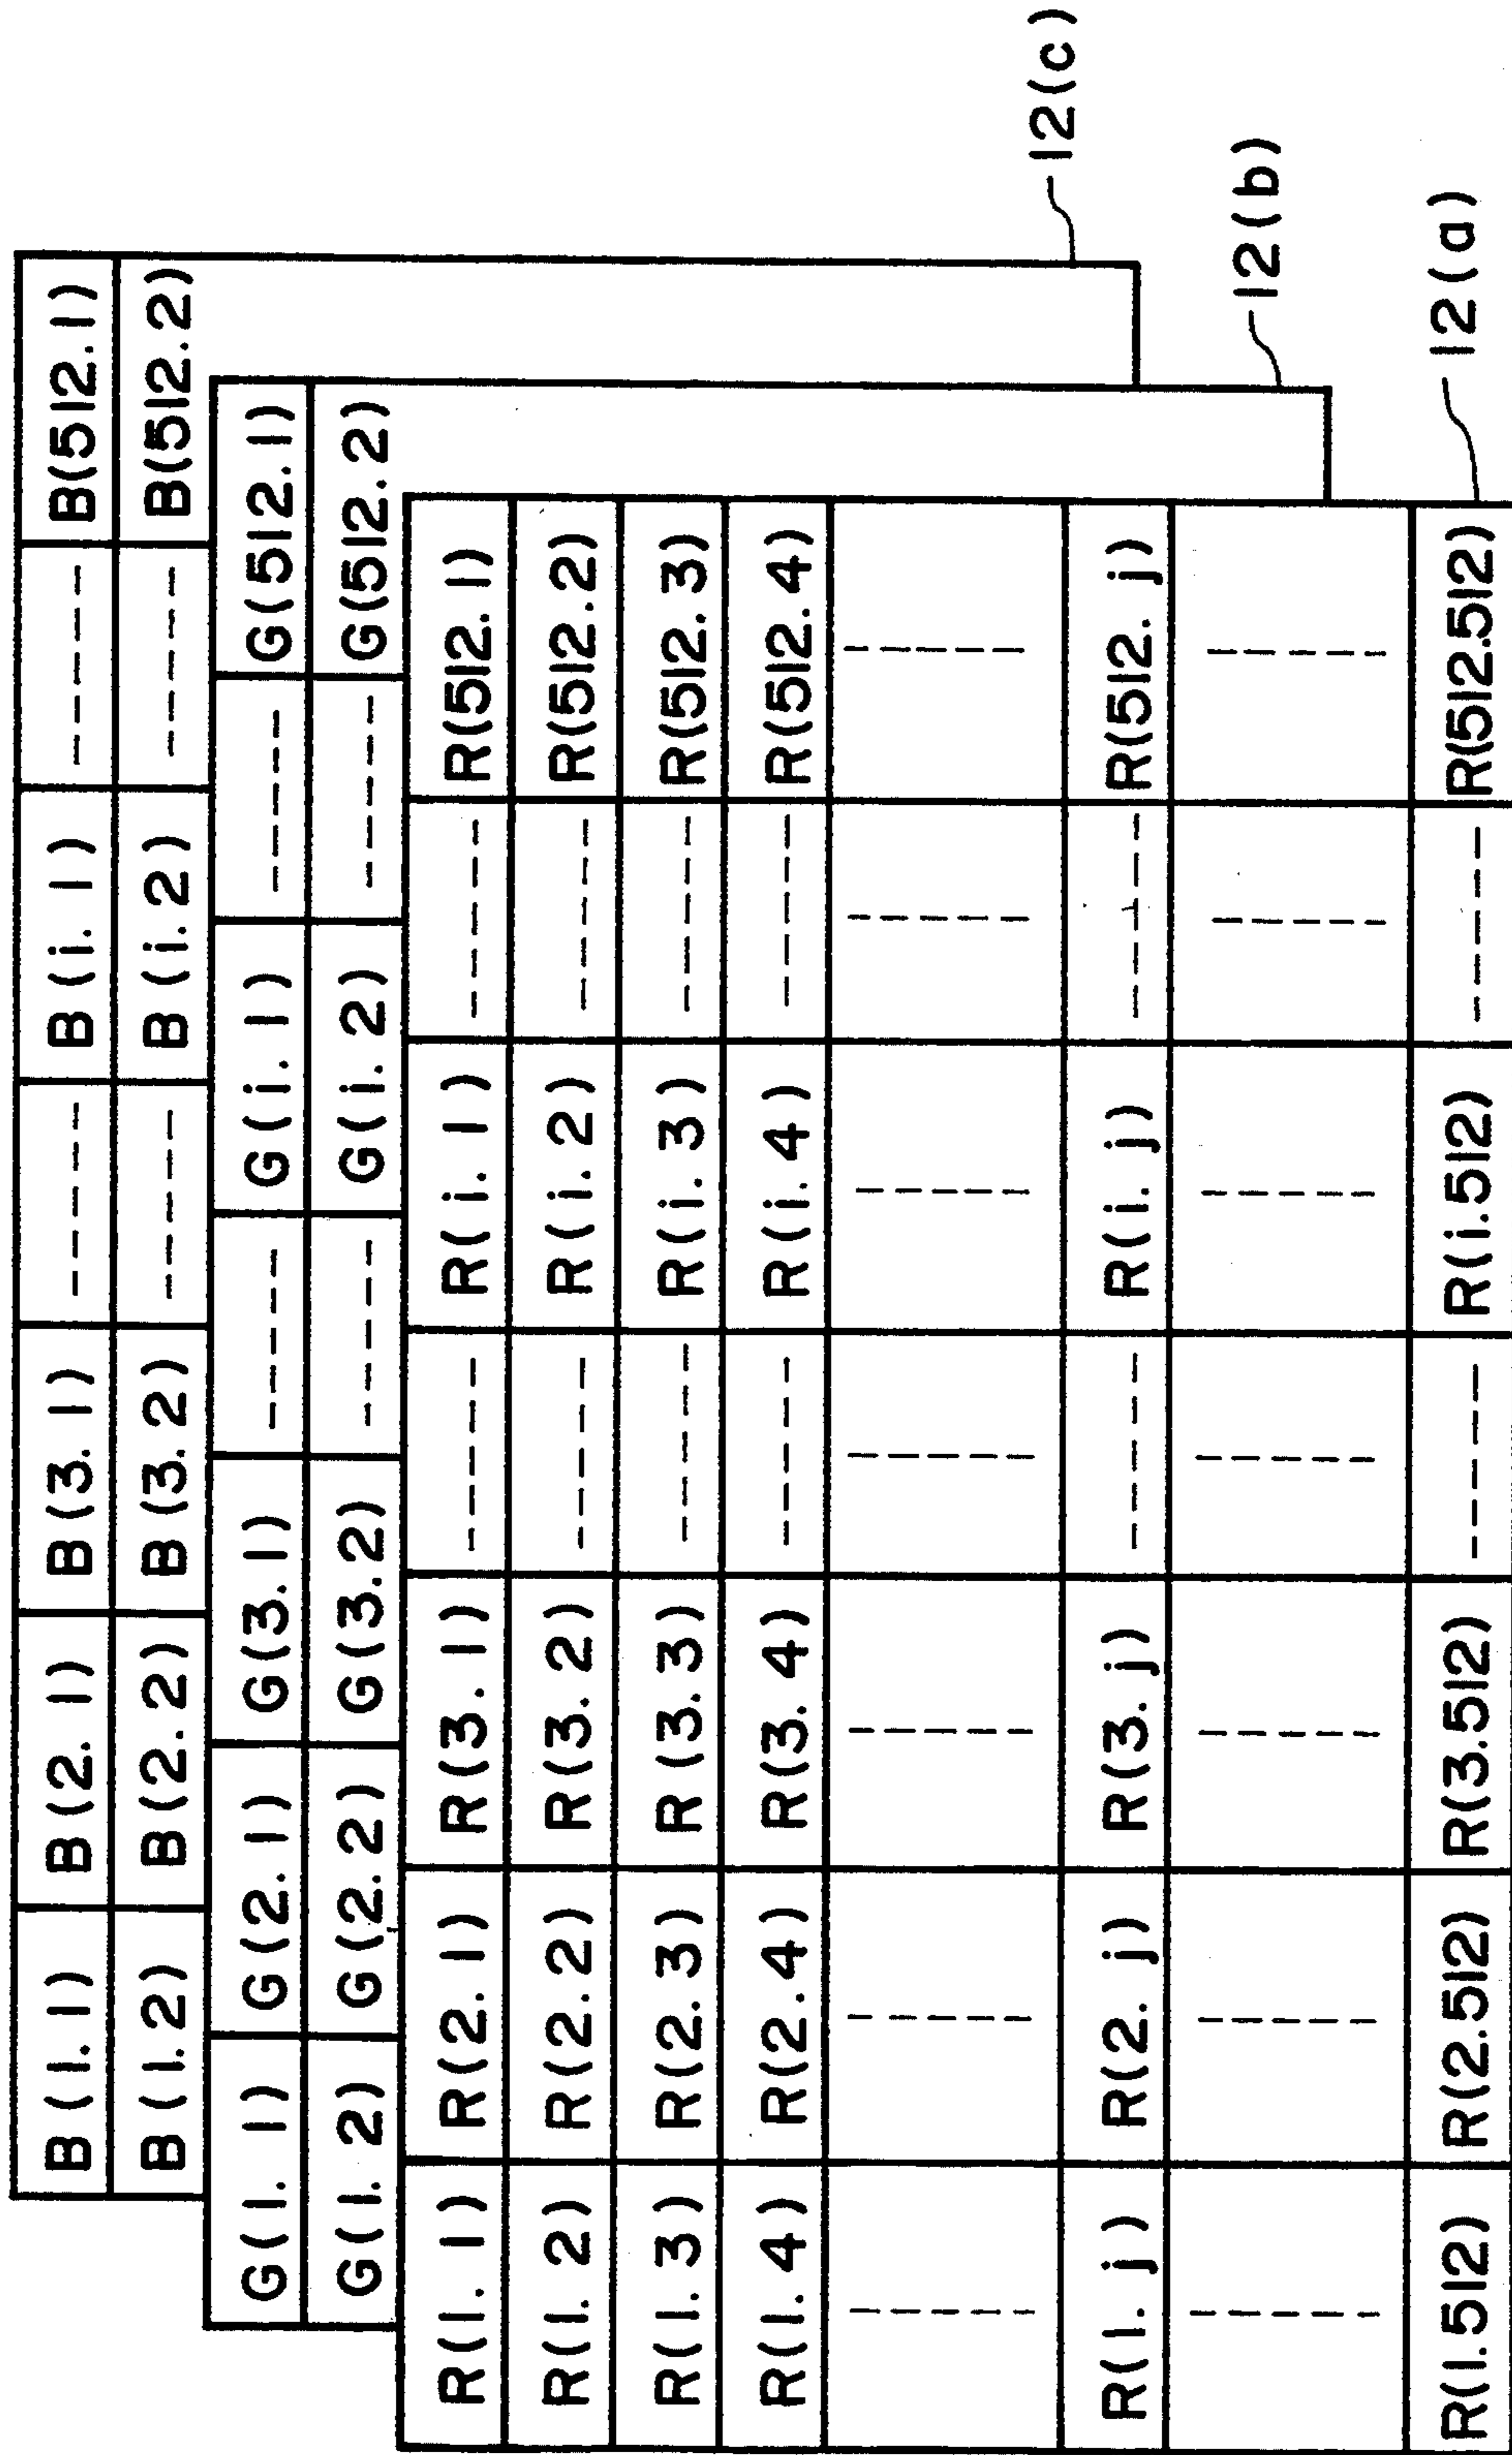 B(1.1) B(2.1) B(3.1) ----- B(i.1) ----- B(512.1)
B(1.2) B(2.2) B(3.2) ----- B(i.2) ----- B(512.2)
G(1.1) G(2.1) G(3.1) ----- G(i.1) ----- G(512.1)
G(1.2) G(2.2) G(3.2) ----- G(i.2) ----- G(512.2)
R(1.1) R(2.1) R(3.1) ----- R(i.1) ----- R(512.1)
R(1.2) R(2.2) R(3.2) ----- R(i.2) ----- R(512.2)
R(1.3) R(2.3) R(3.3) ----- R(i.3) ----- R(512.3)
R(1.4) R(2.4) R(3.4) ----- R(i.4) ----- R(512.4)
12(c)
R(1.j) R(2.j) R(3.j) ----- R(i.j) ----- R(512.j)
12(b)
R(1.512) R(2.512) R(3.512) ----- R(i.512) ----- R(512.512)
12(a)